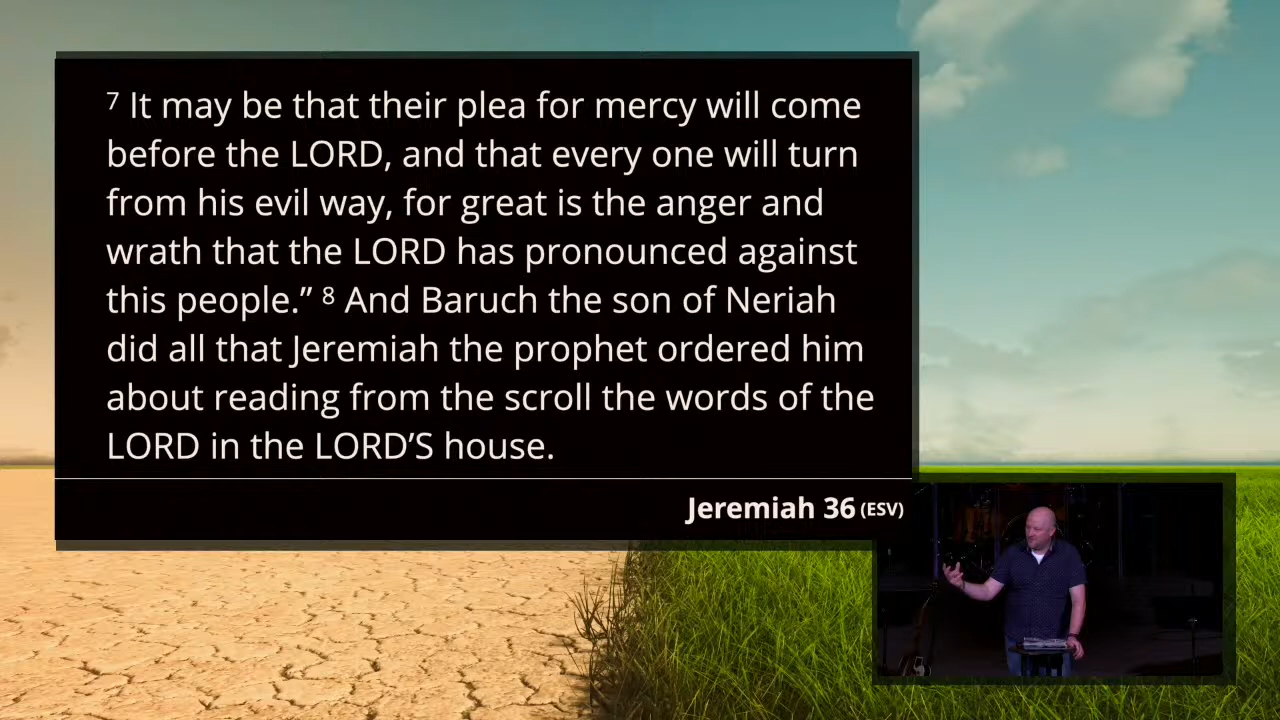 7 It may be that their plea for mercy will come
before the LORD, and that every one will turn
from his evil way, for great is the anger and
wrath that the LORD has pronounced against
this people.” 8 And Baruch the son of Neriah
did all that Jeremiah the prophet ordered him
about reading from the scroll the words of the
LORD in the LORD’S house.
Jeremiah 36 (ESV)